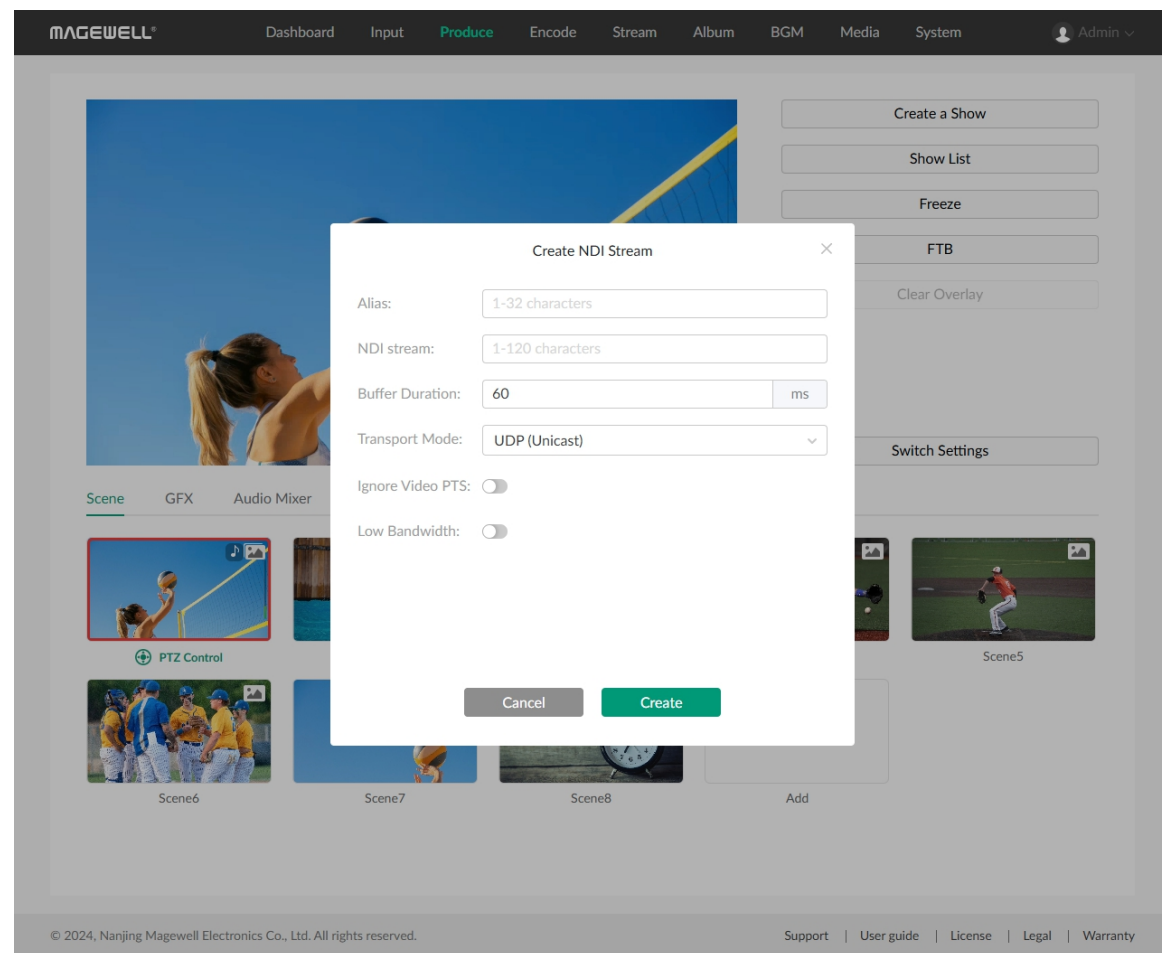 MAGEWELL® Dashboard Input Produce Encode Stream Album BGM Media System Admin
Create a Show
Show List
Freeze
FTB
Clear Overlay
Switch Settings
Create NDI Stream
Alias: 1-32 characters
NDI stream: 1-120 characters
Buffer Duration: 60 ms
Transport Mode: UDP (Unicast)
Ignore Video PTS:
Low Bandwidth:
Cancel Create
Scene GFX Audio Mixer
PTZ Control Scene5
Scene6 Scene7 Scene8 Add
© 2024, Nanjing Magewell Electronics Co., Ltd. All rights reserved. Support | User guide | License | Legal | Warranty